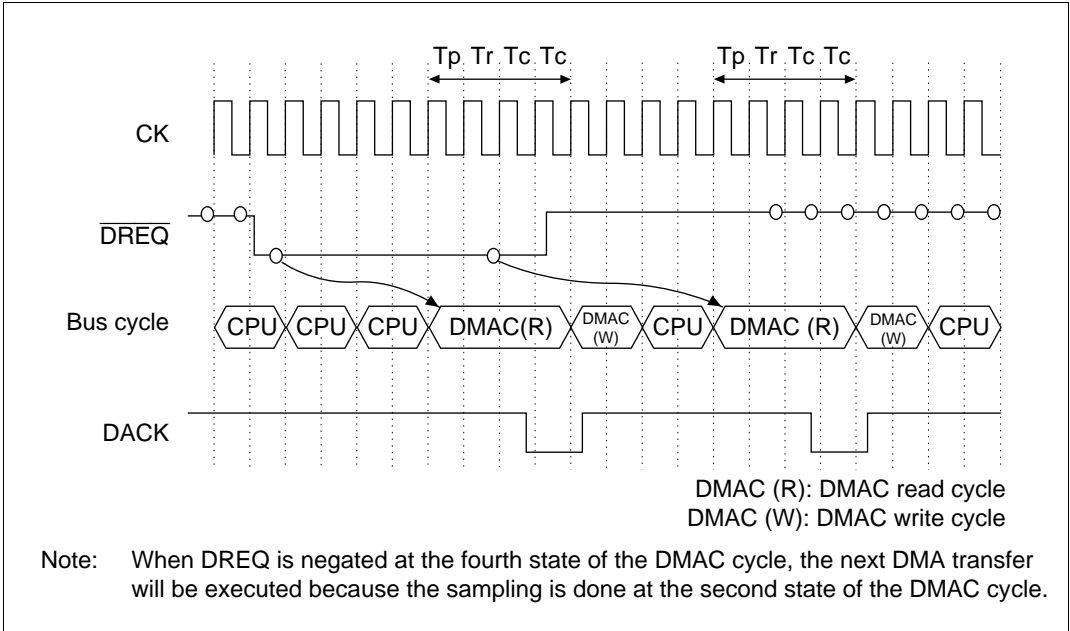 Tp Tr Tc Tc Tp Tr Tc Tc
CK
DREQ
Bus cycle CPU CPU CPU DMAC(R) DMAC (W) CPU DMAC (R) DMAC (W) CPU
DACK
DMAC (R): DMAC read cycle
DMAC (W): DMAC write cycle
Note: When DREQ is negated at the fourth state of the DMAC cycle, the next DMA transfer
will be executed because the sampling is done at the second state of the DMAC cycle.